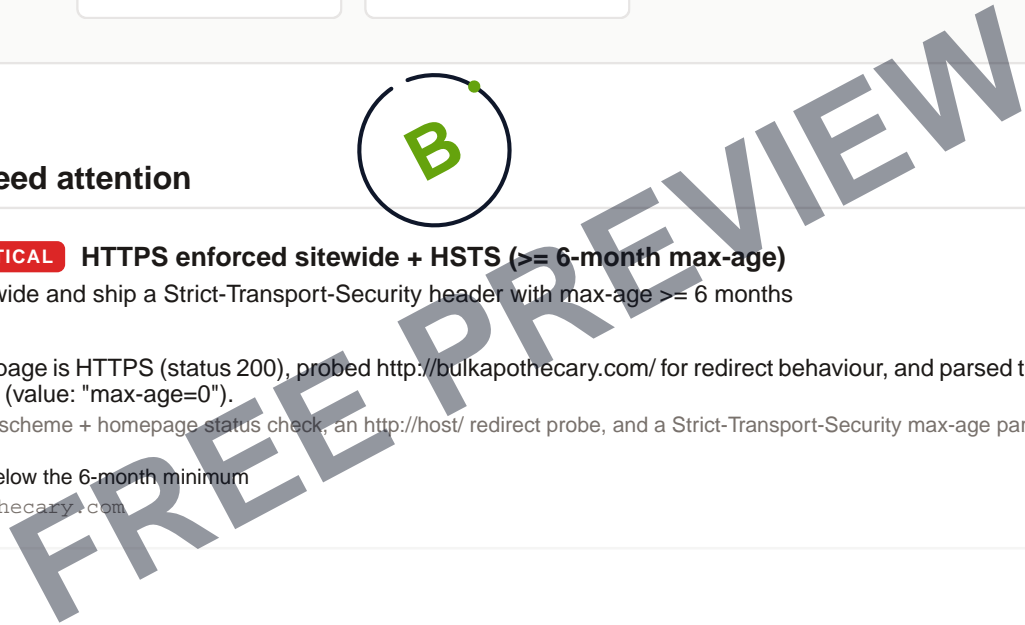 B
eed attention
TICAL HTTPS enforced sitewide + HSTS (>= 6-month max-age)
wide and ship a Strict-Transport-Security header with max-age >= 6 months
page is HTTPS (status 200), probed http://bulkapothecary.com/ for redirect behaviour, and parsed t
(value: "max-age=0").
scheme + homepage status check, an http://host/ redirect probe, and a Strict-Transport-Security max-age par
elow the 6-month minimum
hecary.com
FREE PREVIEW